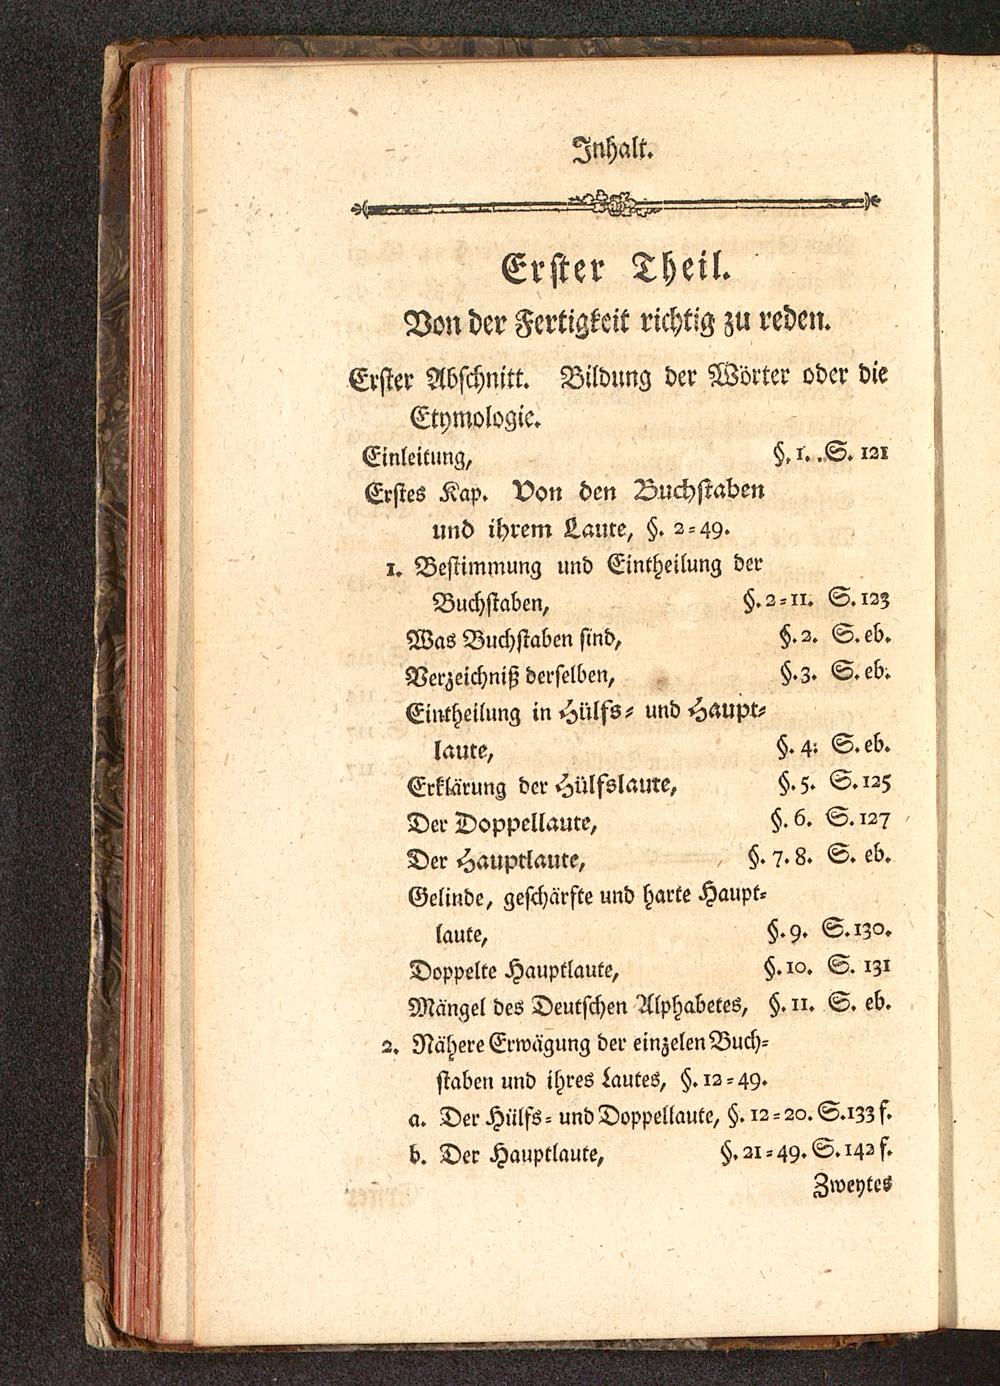 Inhalt.
Erster Theil.
Von der Fertigkeit richtig zu reden.
Erster Abschnitt. Bildung der Wörter oder die
Etymologie.
Einleitung, §. 1. S. 121
Erstes Kap. Von den Buchstaben
und ihrem Laute, §. 2-49.
1. Bestimmung und Eintheilung der
Buchstaben, §. 2-11. S. 123
Was Buchstaben sind, §. 2. S. eb.
Verzeichniß derselben, §. 3. S. eb.
Eintheilung in Hülfs- und Haupt-
laute, §. 4. S. eb.
Erklärung der Hülfslaute, §. 5. S. 125
Der Doppellaute, §. 6. S. 127
Der Hauptlaute, §. 7. 8. S. eb.
Gelinde, geschärfte und harte Haupt-
laute, §. 9. S. 130.
Doppelte Hauptlaute, §. 10. S. 131
Mängel des Deutschen Alphabetes, §. 11. S. eb.
2. Nähere Erwägung der einzelen Buch-
staben und ihres Lautes, §. 12-49.
a. Der Hülfs- und Doppellaute, §. 12-20. S. 133 f.
b. Der Hauptlaute, §. 21-49. S. 142 f.
Zweytes